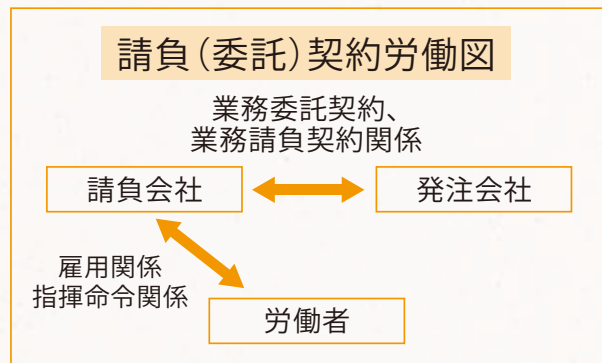 請負(委託)契約労働図
業務委託契約、
業務請負契約関係
請負会社
発注会社
雇用関係
指揮命令関係
労働者